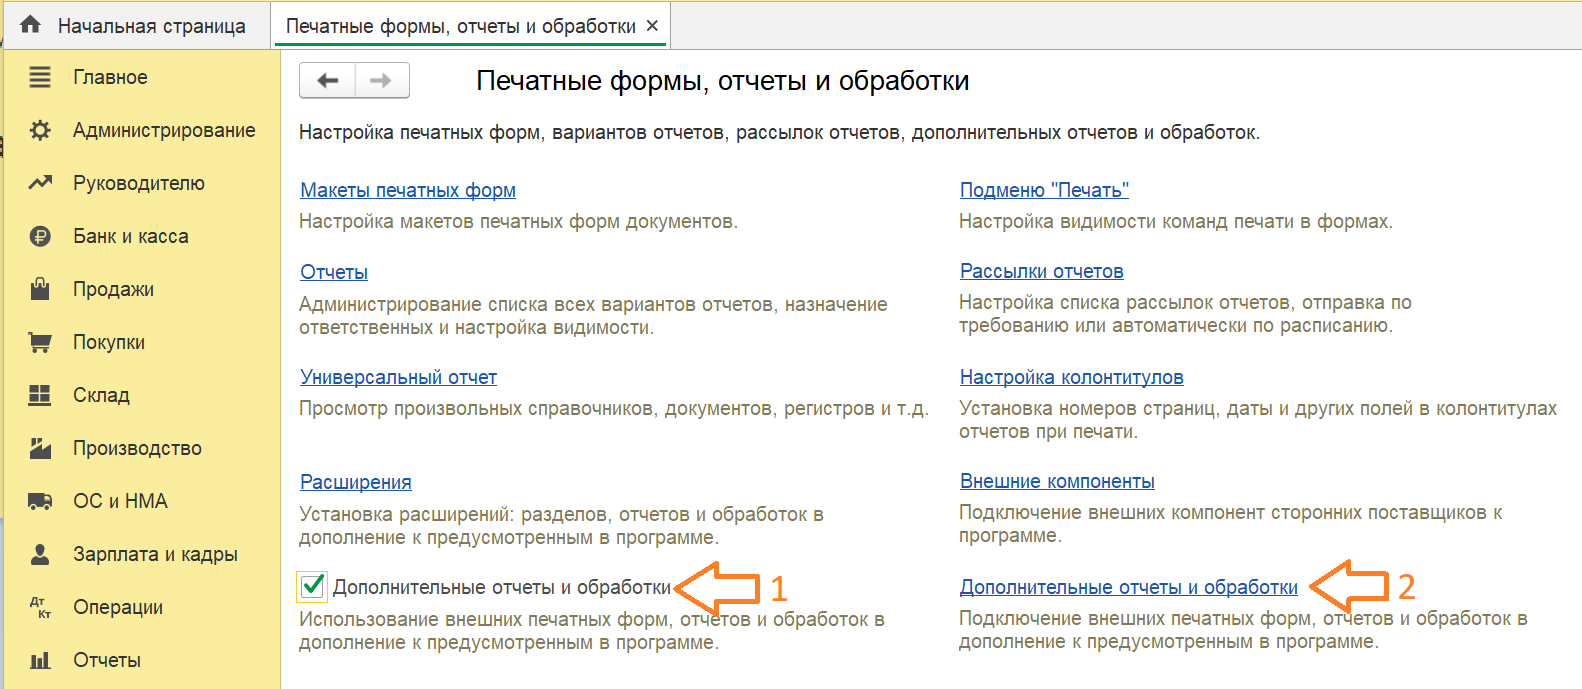 Начальная страница
Печатные формы, отчеты и обработки ×
Главное
Администрирование
Руководителю
Банк и касса
Продажи
Покупки
Склад
Производство
ОС и НМА
Зарплата и кадры
Дт
Кт
Операции
Отчеты
Печатные формы, отчеты и обработки
Настройка печатных форм, вариантов отчетов, рассылок отчетов, дополнительных отчетов и обработок.
Макеты печатных форм
Настройка макетов печатных форм документов.
Отчеты
Администрирование списка всех вариантов отчетов, назначение
ответственных и настройка видимости.
Универсальный отчет
Просмотр произвольных справочников, документов, регистров и т.д.
Расширения
Установка расширений: разделов, отчетов и обработок в
дополнение к предусмотренным в программе.
Дополнительные отчеты и обработки 1
Использование внешних печатных форм, отчетов и обработок в
дополнение к предусмотренным в программе.
Подменю "Печать"
Настройка видимости команд печати в формах.
Рассылки отчетов
Настройка списка рассылок отчетов, отправка по
требованию или автоматически по расписанию.
Настройка колонтитулов
Установка номеров страниц, даты и других полей в колонтитулах
отчетов при печати.
Внешние компоненты
Подключение внешних компонент сторонних поставщиков к
программе.
Дополнительные отчеты и обработки 2
Подключение внешних печатных форм, отчетов и обработок в
дополнение к предусмотренным в программе.